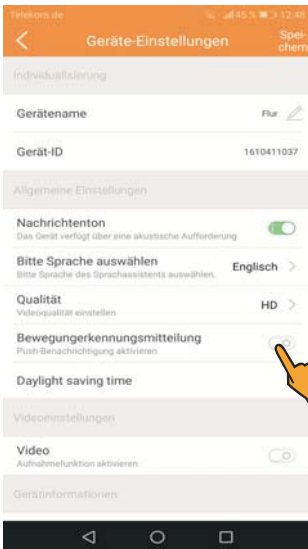 Telekom.de 45 % 12:40
Geräte-Einstellungen
Spei-
chern
Individualisierung
Gerätename Flur
Gerät-ID 1610411037
Allgemeine Einstellungen
Nachrichtenton
Das Gerät verfügt über eine akustische Aufforderung
Bitte Sprache auswählen Englisch
Bitte Sprache des Sprachassistents auswählen.
Qualität HD
Videoqualität einstellen
Bewegungerkennungsmitteilung
Push-Benachrichtigung aktivieren
Daylight saving time
Videoeinstellungen
Video
Aufnahmefunktion aktivieren
Gerätinformationen